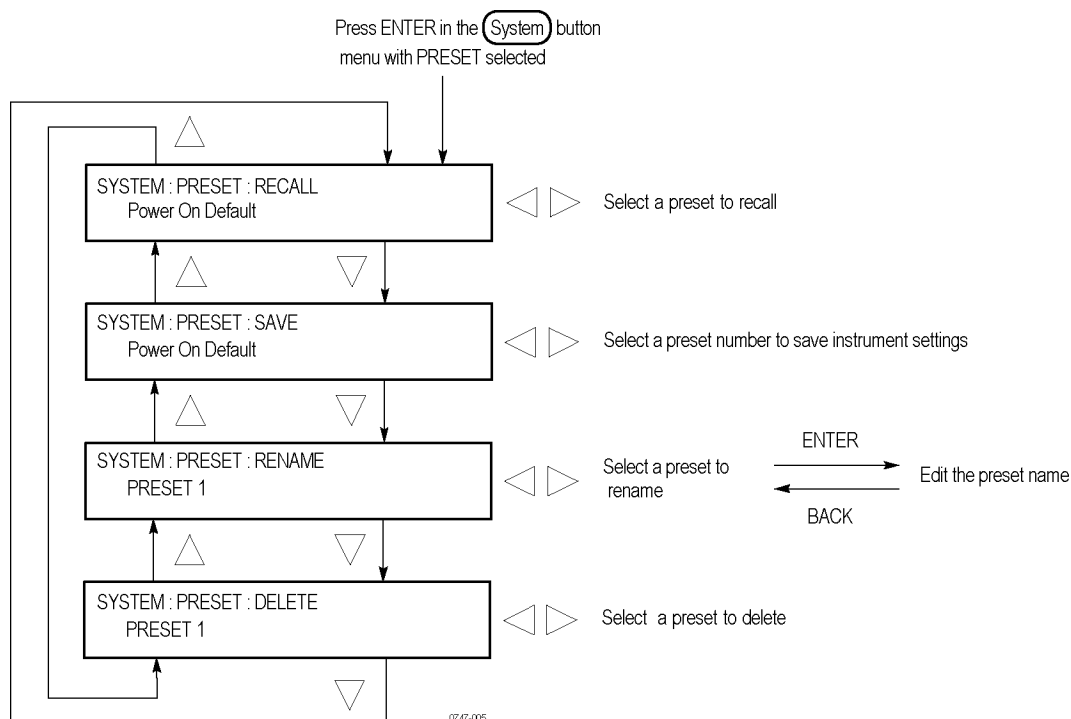 Press ENTER in the System button
menu with PRESET selected
SYSTEM : PRESET : RECALL
Power On Default
Select a preset to recall
SYSTEM : PRESET : SAVE
Power On Default
Select a preset number to save instrument settings
SYSTEM : PRESET : RENAME
PRESET 1
Select a preset to
rename
ENTER
BACK
Edit the preset name
SYSTEM : PRESET : DELETE
PRESET 1
Select a preset to delete
0747-005